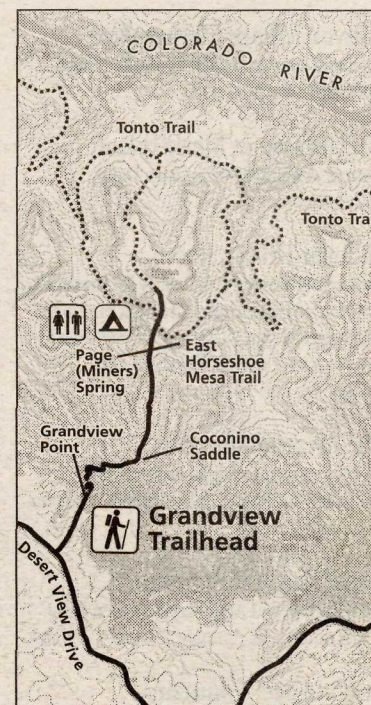 COLORADO RIVER
Tonto Trail
Tonto Tra
Page
(Miners)
Spring
East
Horseshoe
Mesa Trail
Grandview
Point
Coconino
Saddle
Grandview
Trailhead
Desert View Drive